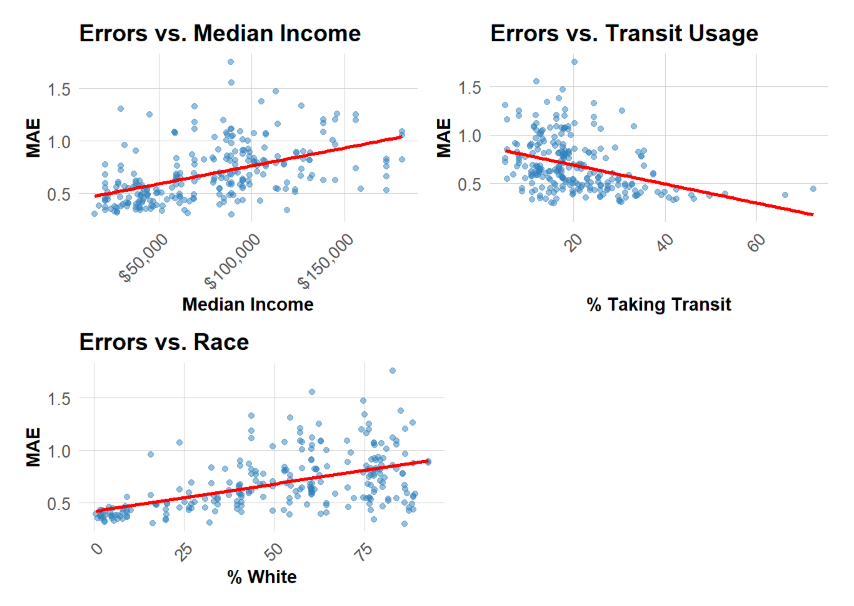 Errors vs. Median Income
MAE
1.5
1.0
0.5
$50,000
$100,000
$150,000
Median Income
Errors vs. Transit Usage
MAE
1.5
1.0
0.5
20
40
60
% Taking Transit
Errors vs. Race
MAE
1.5
1.0
0.5
0
25
50
75
% White